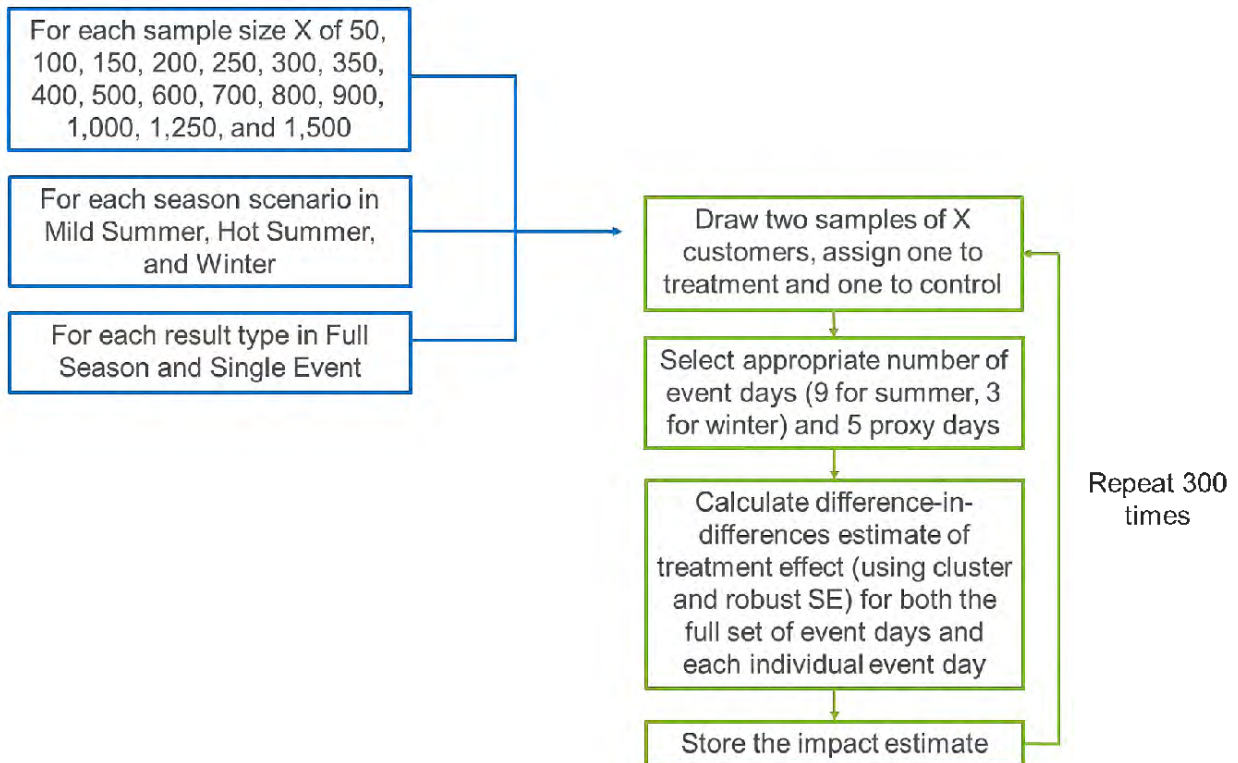 For each sample size X of 50,
100, 150, 200, 250, 300, 350,
400, 500, 600, 700, 800, 900,
1,000, 1,250, and 1,500
For each season scenario in
Mild Summer, Hot Summer,
and Winter
For each result type in Full
Season and Single Event
Draw two samples of X
customers, assign one to
treatment and one to control
Select appropriate number of
event days (9 for summer, 3
for winter) and 5 proxy days
Calculate difference-in-
differences estimate of
treatment effect (using cluster
and robust SE) for both the
full set of event days and
each individual event day
Store the impact estimate
Repeat 300
times